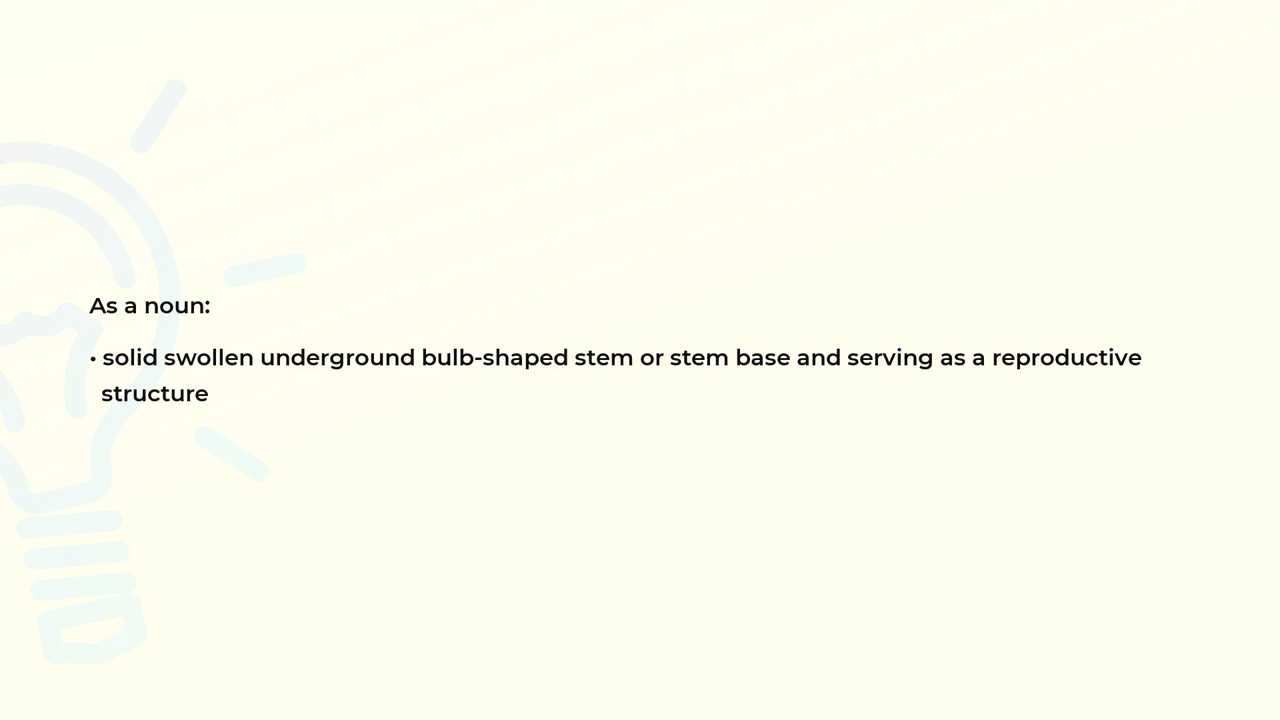 As a noun:
• solid swollen underground bulb-shaped stem or stem base and serving as a reproductive
structure